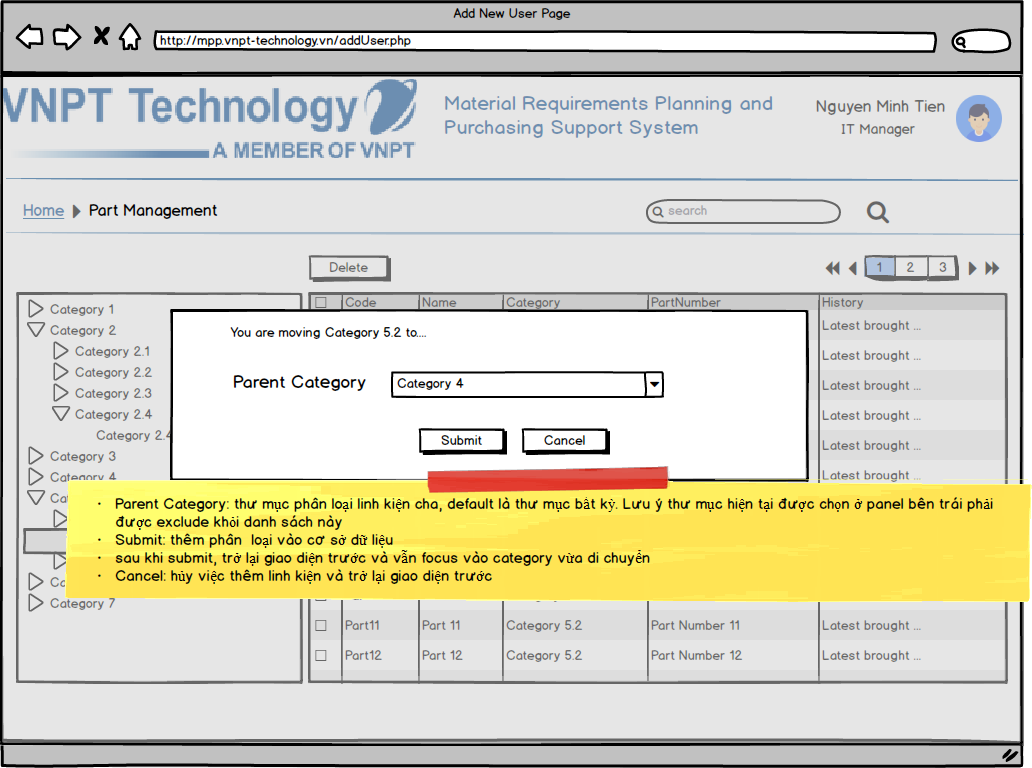 Add New User Page
http://mpp.vnpt-technology.vn/addUser.php
VNPT Technology
A MEMBER OF VNPT
Material Requirements Planning and
Purchasing Support System
Nguyen Minh Tien
IT Manager
Home Part Management
search
Delete
1 2 3
Category 1
Category 2
Category 2.1
Category 2.2
Category 2.3
Category 2.4
Category 2.4
Category 3
Category 4
Category 7
Code Name Category PartNumber History
Latest brought ...
Latest brought ...
Latest brought ...
Latest brought ...
Latest brought ...
Latest brought ...
You are moving Category 5.2 to....
Parent Category Category 4
Submit Cancel
• Parent Category: thư mục phân loại linh kiện cha, default là thư mục bất kỳ. Lưu ý thư mục hiện tại được chọn ở panel bên trái phải
được exclude khỏi danh sách này
• Submit: thêm phân loại vào cơ sở dữ liệu
• sau khi submit, trở lại giao diện trước và vẫn focus vào category vừa di chuyển
• Cancel: hủy việc thêm linh kiện và trở lại giao diện trước
Part11 Part 11 Category 5.2 Part Number 11 Latest brought ...
Part12 Part 12 Category 5.2 Part Number 12 Latest brought ...